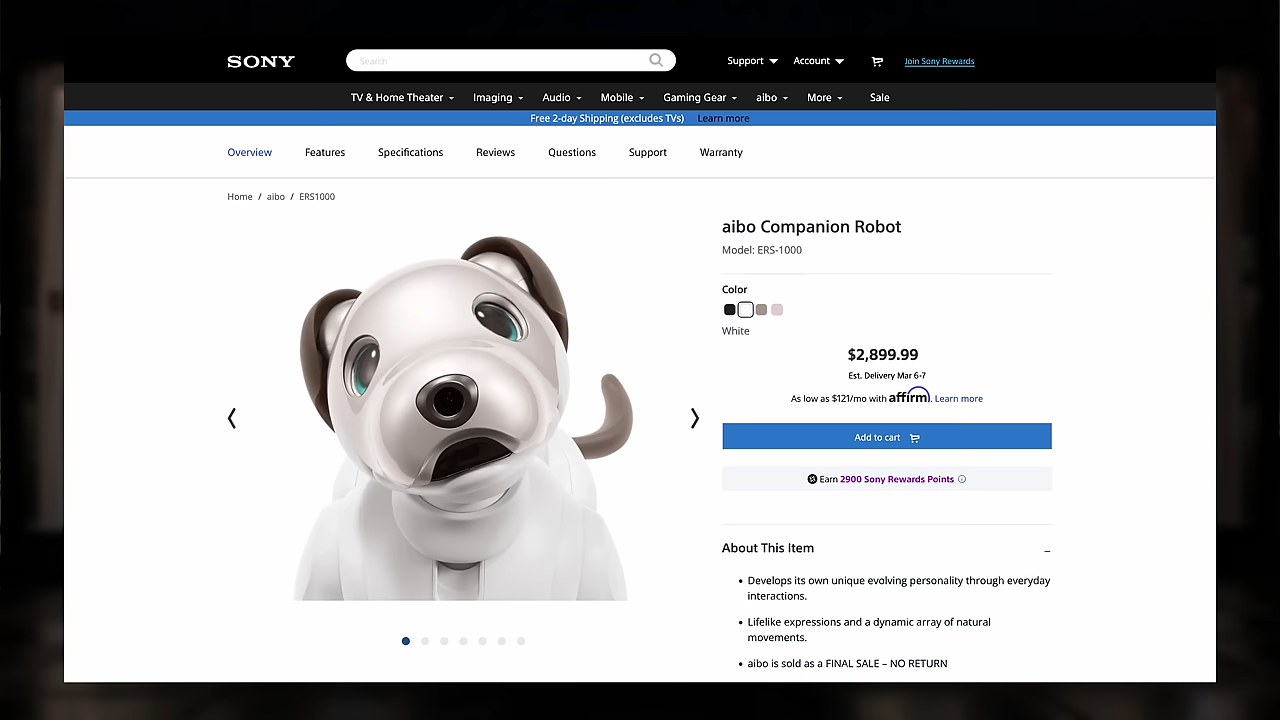 SONY
Search
Support
Account
Join Sony Rewards
TV & Home Theater
Imaging
Audio
Mobile
Gaming Gear
aibo
More
Sale
Free 2-day Shipping (excludes TVs) Learn more
Overview
Features
Specifications
Reviews
Questions
Support
Warranty
Home / aibo / ERS1000
aibo Companion Robot
Model: ERS-1000
Color
White
$2,899.99
Est. Delivery Mar 6-7
As low as $121/mo with affirm. Learn more
Add to cart
Earn 2900 Sony Rewards Points
About This Item
• Develops its own unique evolving personality through everyday
interactions.
• Lifelike expressions and a dynamic array of natural
movements.
• aibo is sold as a FINAL SALE – NO RETURN